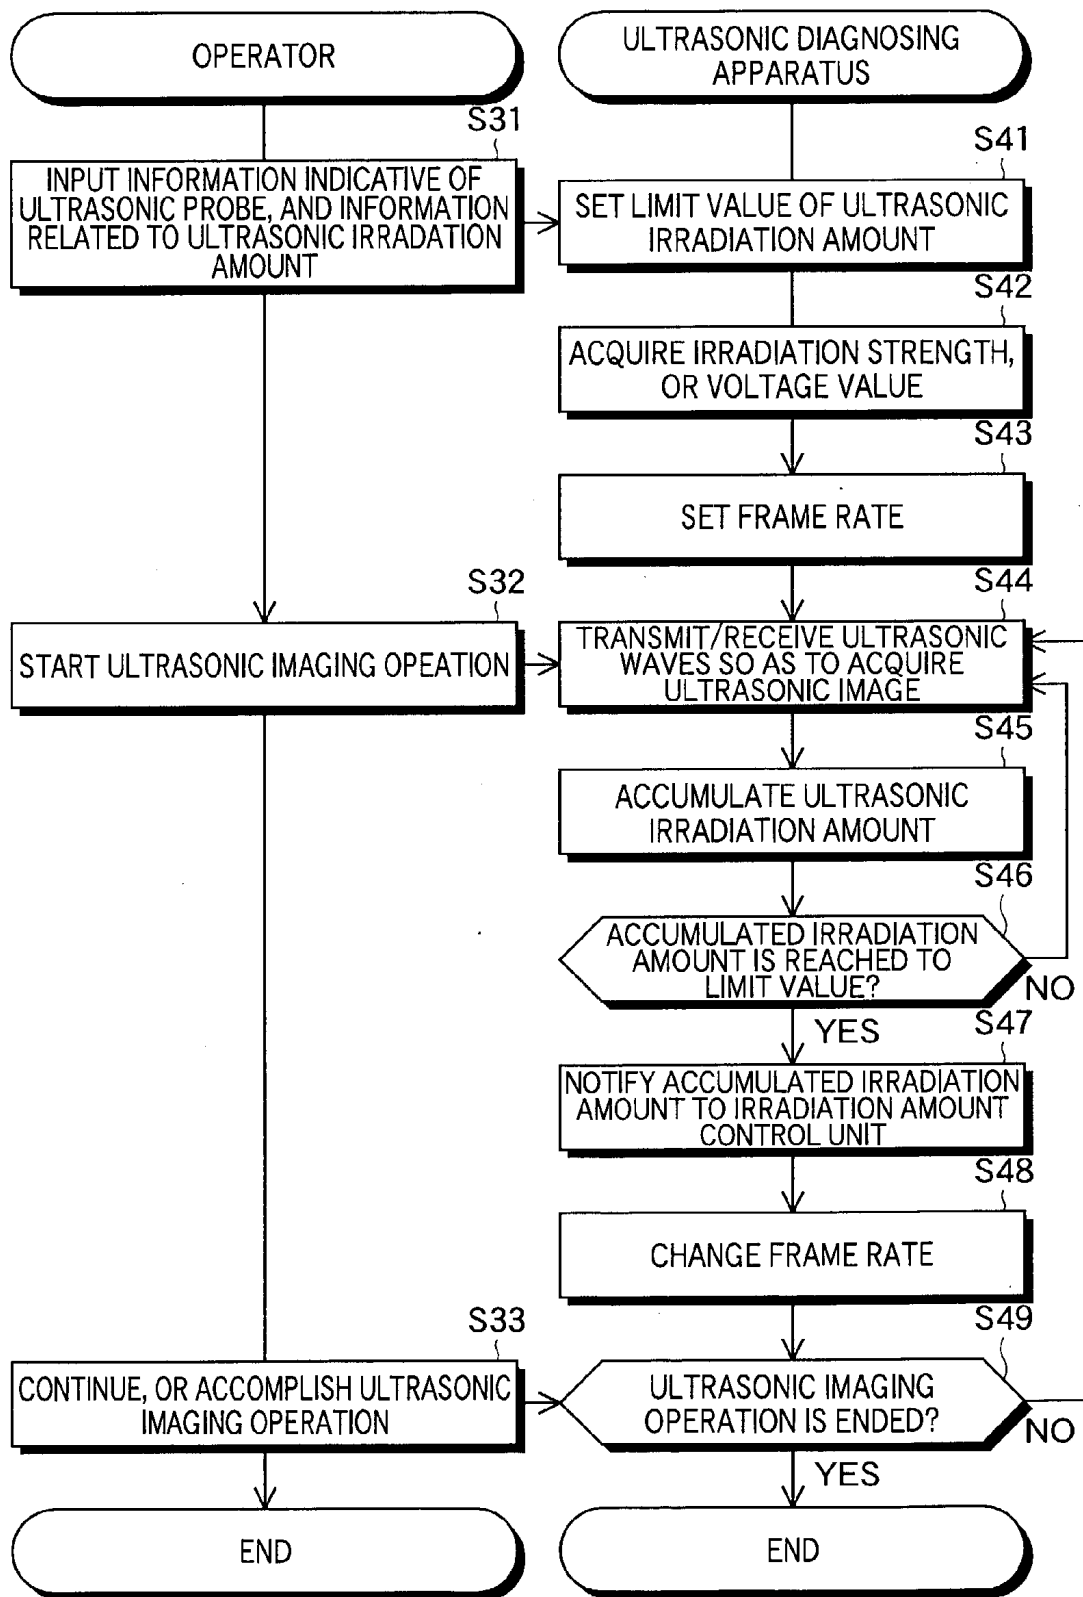 OPERATOR
ULTRASONIC DIAGNOSING
APPARATUS
S31
INPUT INFORMATION INDICATIVE OF
ULTRASONIC PROBE, AND INFORMATION
RELATED TO ULTRASONIC IRRADATION
AMOUNT
S41
SET LIMIT VALUE OF ULTRASONIC
IRRADIATION AMOUNT
S42
ACQUIRE IRRADIATION STRENGTH,
OR VOLTAGE VALUE
S43
SET FRAME RATE
S32
START ULTRASONIC IMAGING OPEATION
S44
TRANSMIT/RECEIVE ULTRASONIC
WAVES SO AS TO ACQUIRE
ULTRASONIC IMAGE
S45
ACCUMULATE ULTRASONIC
IRRADIATION AMOUNT
S46
ACCUMULATED IRRADIATION
AMOUNT IS REACHED TO
LIMIT VALUE?
NO
YES
S47
NOTIFY ACCUMULATED IRRADIATION
AMOUNT TO IRRADIATION AMOUNT
CONTROL UNIT
S48
CHANGE FRAME RATE
S33
CONTINUE, OR ACCOMPLISH ULTRASONIC
IMAGING OPERATION
S49
ULTRASONIC IMAGING
OPERATION IS ENDED?
NO
YES
END
END